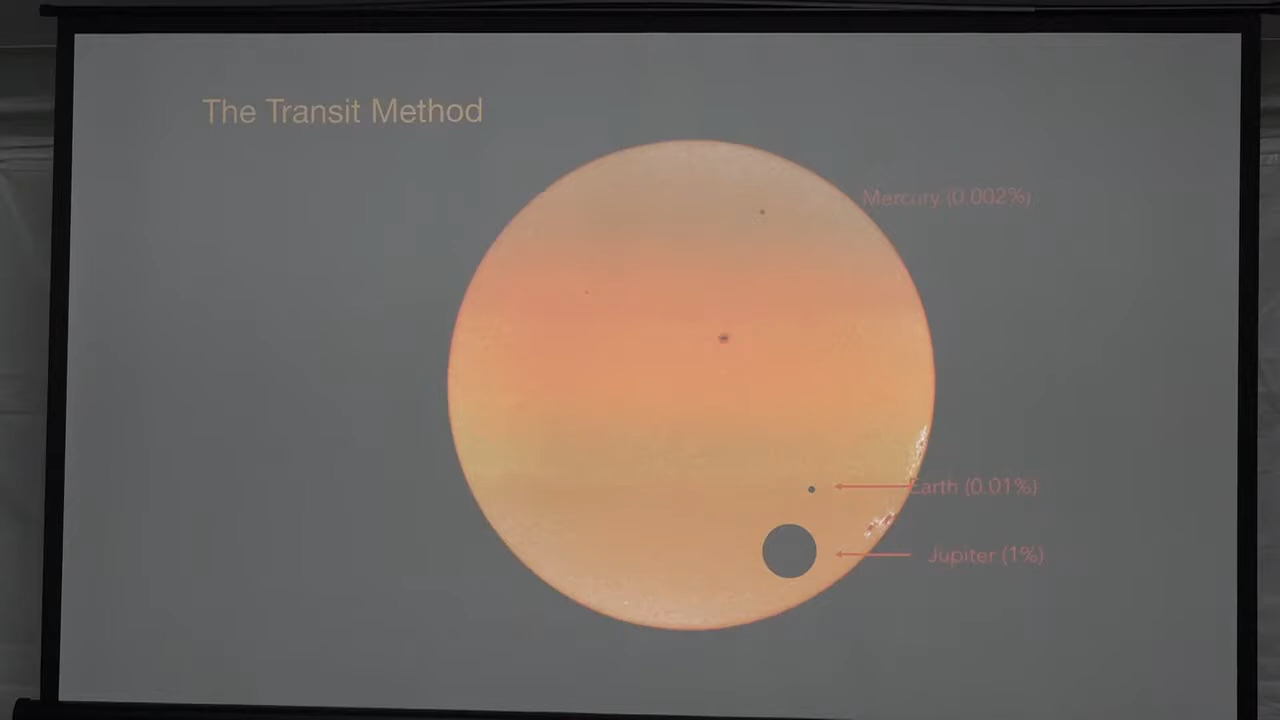 The Transit Method
Mercury (0.002%)
Earth (0.01%)
Jupiter (1%)